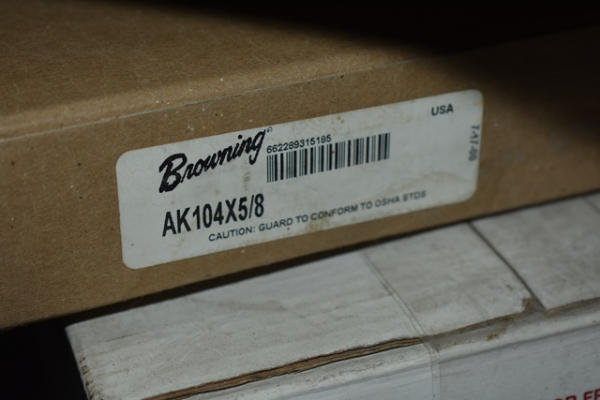 Browning
662289315185
USA
AK104X5/8
CAUTION: GUARD TO CONFORM TO OSHA STDS